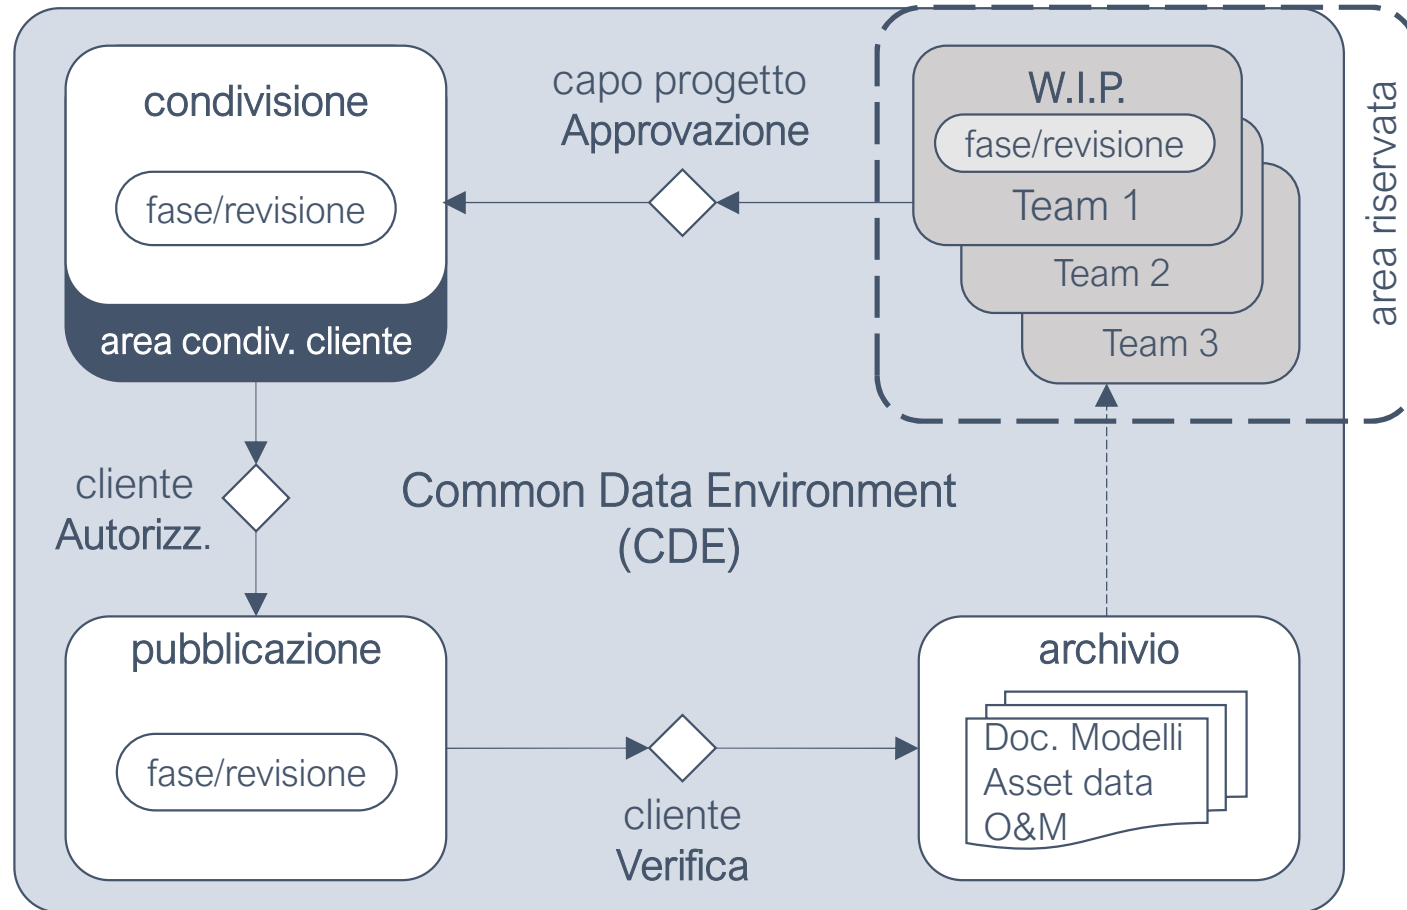 condivisione
fase/revisione
area condiv. cliente
capo progetto
Approvazione
W.I.P.
fase/revisione
Team 1
Team 2
Team 3
area riservata
cliente
Autorizz.
Common Data Environment
(CDE)
pubblicazione
fase/revisione
cliente
Verifica
archivio
Doc. Modelli
Asset data
O&M